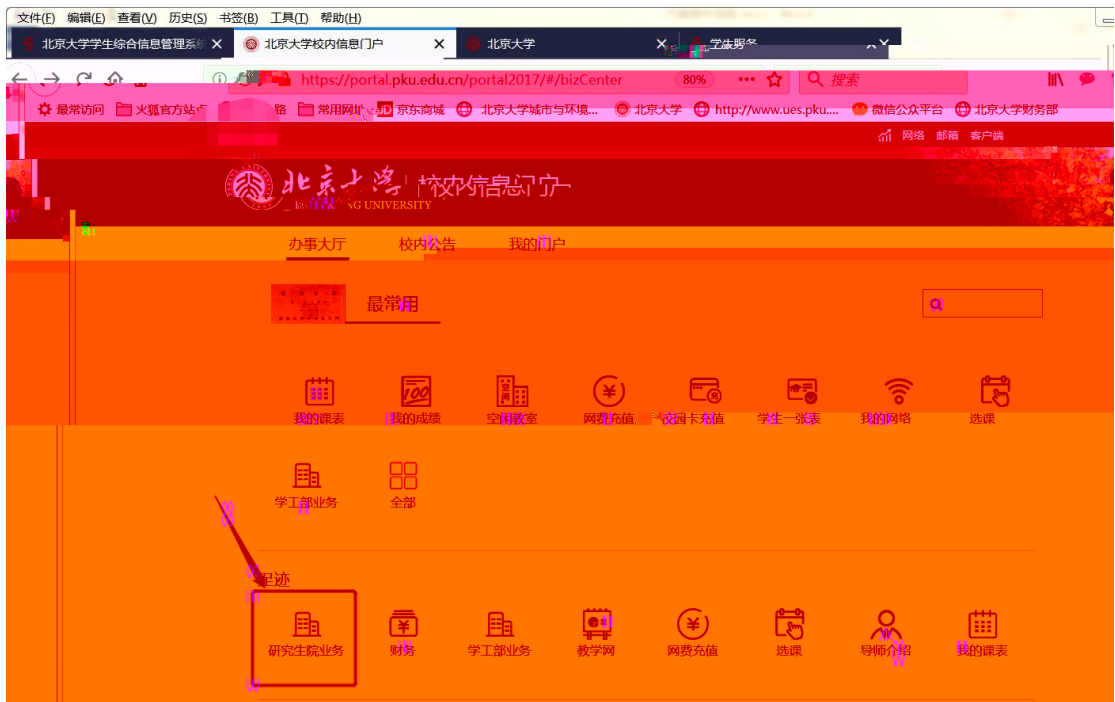 文件(F) 编辑(E) 查看(V) 历史(S) 书签(B) 工具(T) 帮助(H)
北京大学学生综合信息管理系统 北京大学校内信息门户 北京大学 学生服务
https://portal.pku.edu.cn/portal2017/#/bizCenter 80% 搜索
最常访问 火狐官方站点 路 常用网址 JD 京东商城 北京大学城市与环境... 北京大学 http://www.ues.pku.... 微信公众平台 北京大学财务部
网络 邮箱 客户端
北京大学 校内信息门户
NG UNIVERSITY
办事大厅 校内公告 我的门户
最常用
我的课表 我的成绩 空闲教室 网费充值 校园卡充值 学生一张表 我的网络 选课
学工部业务 全部
足迹
研究生院业务 财务 学工部业务 教学网 网费充值 选课 导师介绍 我的课表